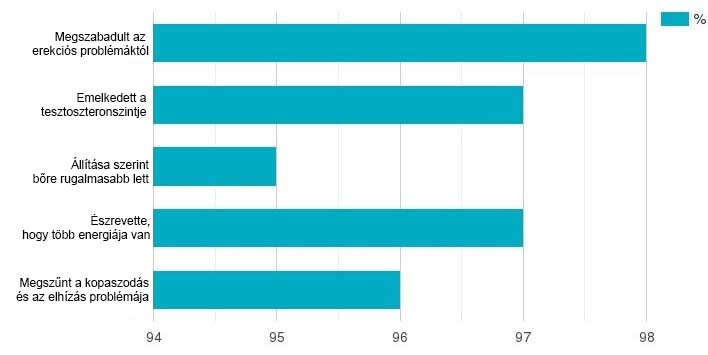 %
Megszabadult az
erekciós problémáktól
Emelkedett a
tesztoszteronszintje
Állítása szerint
bőre rugalmasabb lett
Észrevette,
hogy több energiája van
Megszűnt a kopaszodás
és az elhízás problémája
94 95 96 97 98